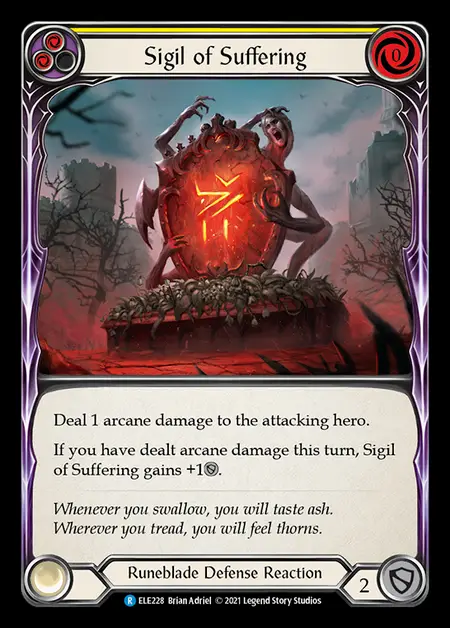 Sigil of Suffering
0
Deal 1 arcane damage to the attacking hero.
If you have dealt arcane damage this turn, Sigil
of Suffering gains +1.
Whenever you swallow, you will taste ash.
Wherever you tread, you will feel thorns.
Runeblade Defense Reaction
2
R ELE228 Brian Adriel © 2021 Legend Story Studios